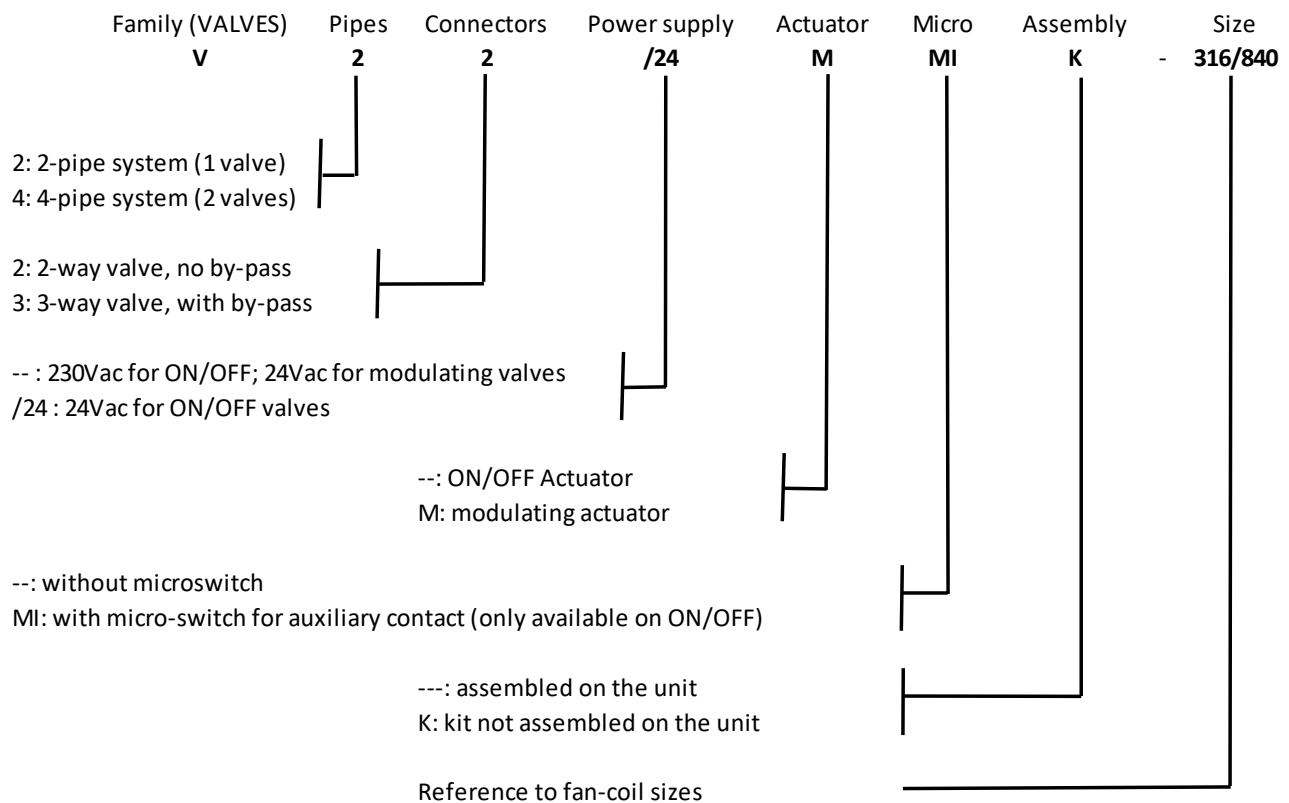 Family (VALVES) Pipes Connectors Power supply Actuator Micro Assembly Size
V 2 2 /24 M MI K - 316/840
2: 2-pipe system (1 valve)
4: 4-pipe system (2 valves)
2: 2-way valve, no by-pass
3: 3-way valve, with by-pass
-- : 230Vac for ON/OFF; 24Vac for modulating valves
/24 : 24Vac for ON/OFF valves
--: ON/OFF Actuator
M: modulating actuator
--: without microswitch
MI: with micro-switch for auxiliary contact (only available on ON/OFF)
---: assembled on the unit
K: kit not assembled on the unit
Reference to fan-coil sizes